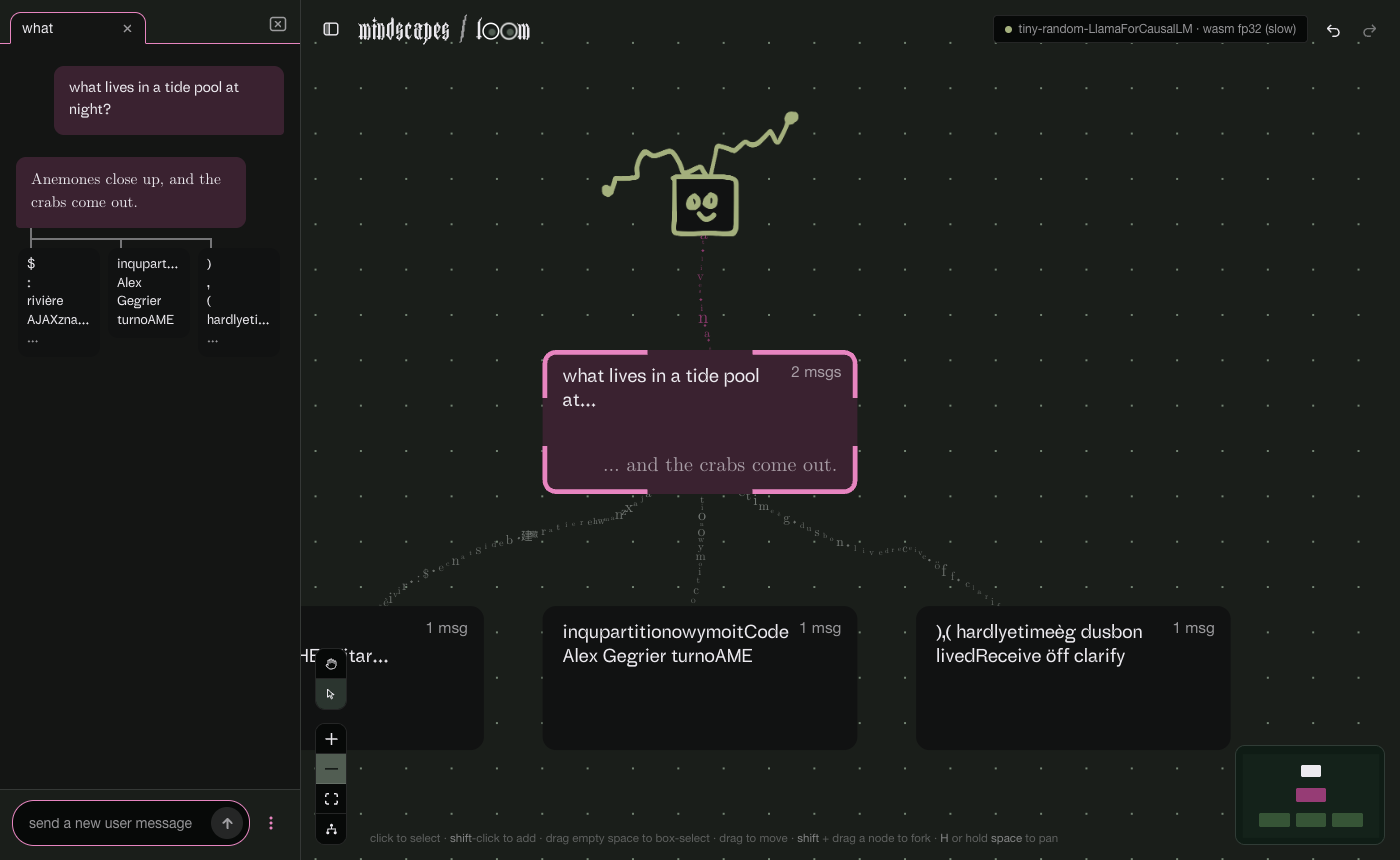 what
mindscapes / loom
tiny-random-LlamaForCausalLM · wasm fp32 (slow)
what lives in a tide pool at
night?
Anemones close up, and the
crabs come out.
$
:
rivière
AJAXzna...
...
inqupart...
Alex
Gegrier
turnoAME
)
,
(
hardlyeti...
...
what lives in a tide pool
at...
2 msgs
... and the crabs come out.
1 msg
itar...
inqupartitionowymoitCode
Alex Gegrier turnoAME
1 msg
),( hardlyetimeèg dusbon
livedReceive öff clarify
1 msg
send a new user message
click to select · shift-click to add · drag empty space to box-select · drag to move · shift + drag a node to fork · H or hold space to pan